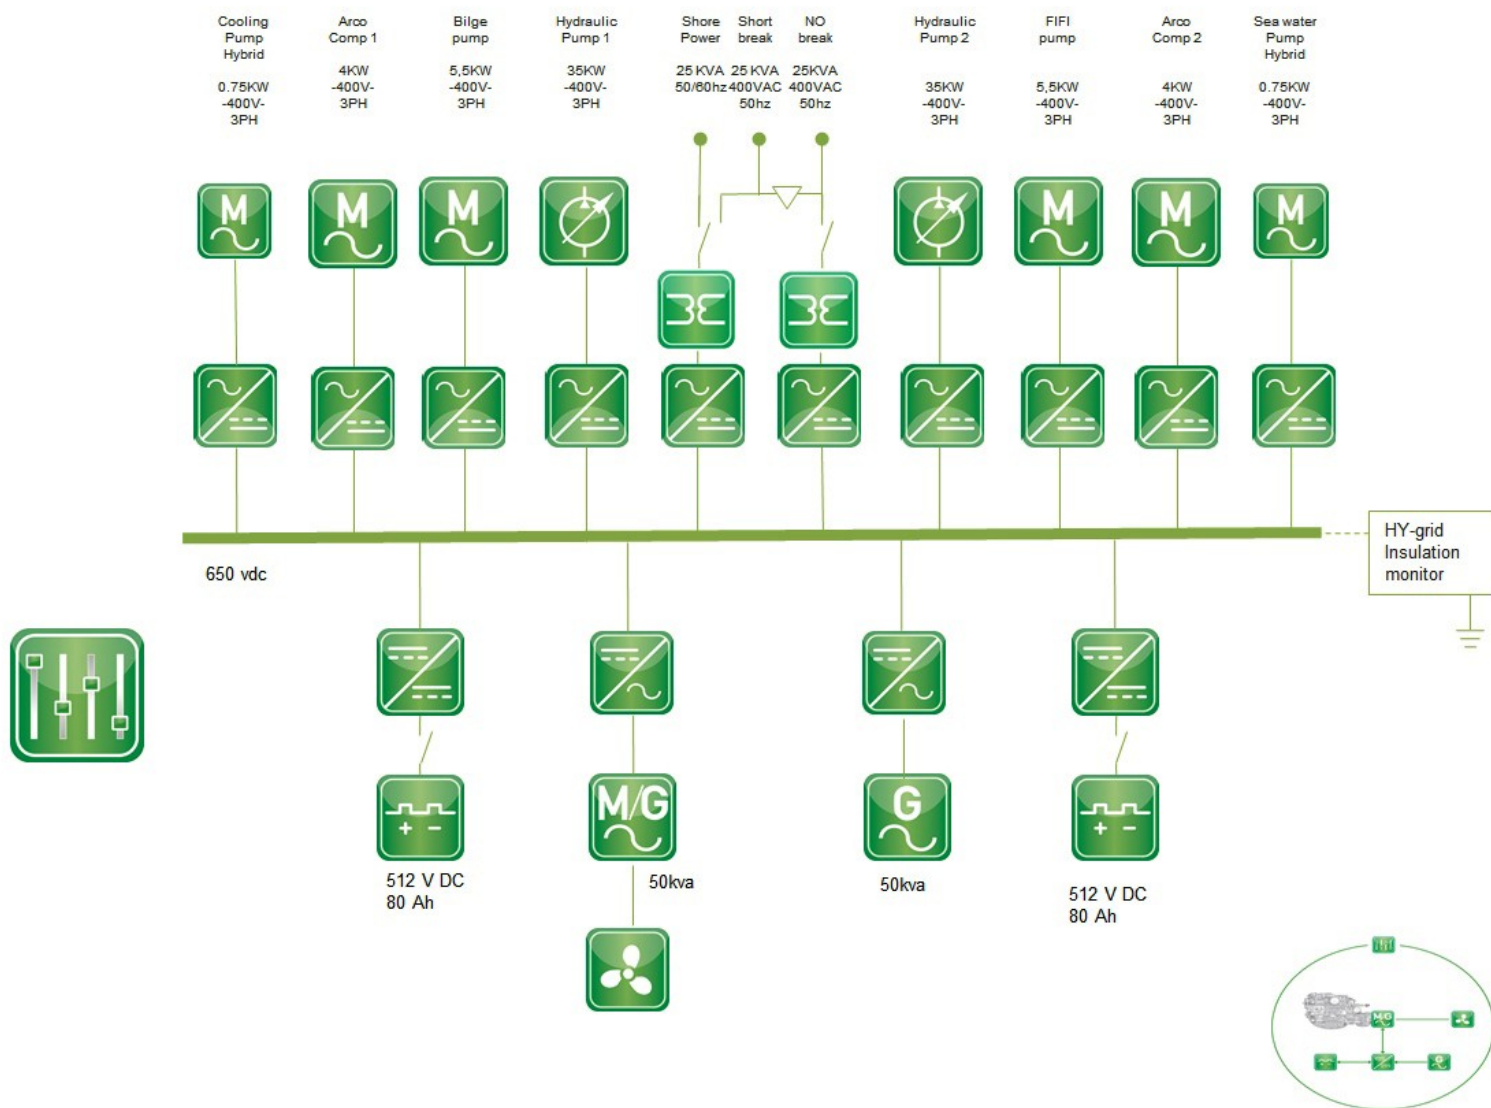 Cooling
Pump
Hybrid
0.75KW
-400V-
3PH
Arco
Comp 1
4KW
-400V-
3PH
Bilge
pump
5,5KW
-400V-
3PH
Hydraulic
Pump 1
35KW
-400V-
3PH
Shore
Power
25 KVA
50/60hz
Short
break
25 KVA
400VAC
50hz
NO
break
25KVA
400VAC
50hz
Hydraulic
Pump 2
35KW
-400V-
3PH
FIFI
pump
5,5KW
-400V-
3PH
Arco
Comp 2
4KW
-400V-
3PH
Sea water
Pump
Hybrid
0.75KW
-400V-
3PH
M
M
M
M
M
M
650 vdc
HY-grid
Insulation
monitor
M/G
G
+ -
+ -
512 V DC
80 Ah
50kva
50kva
512 V DC
80 Ah
M/G
G